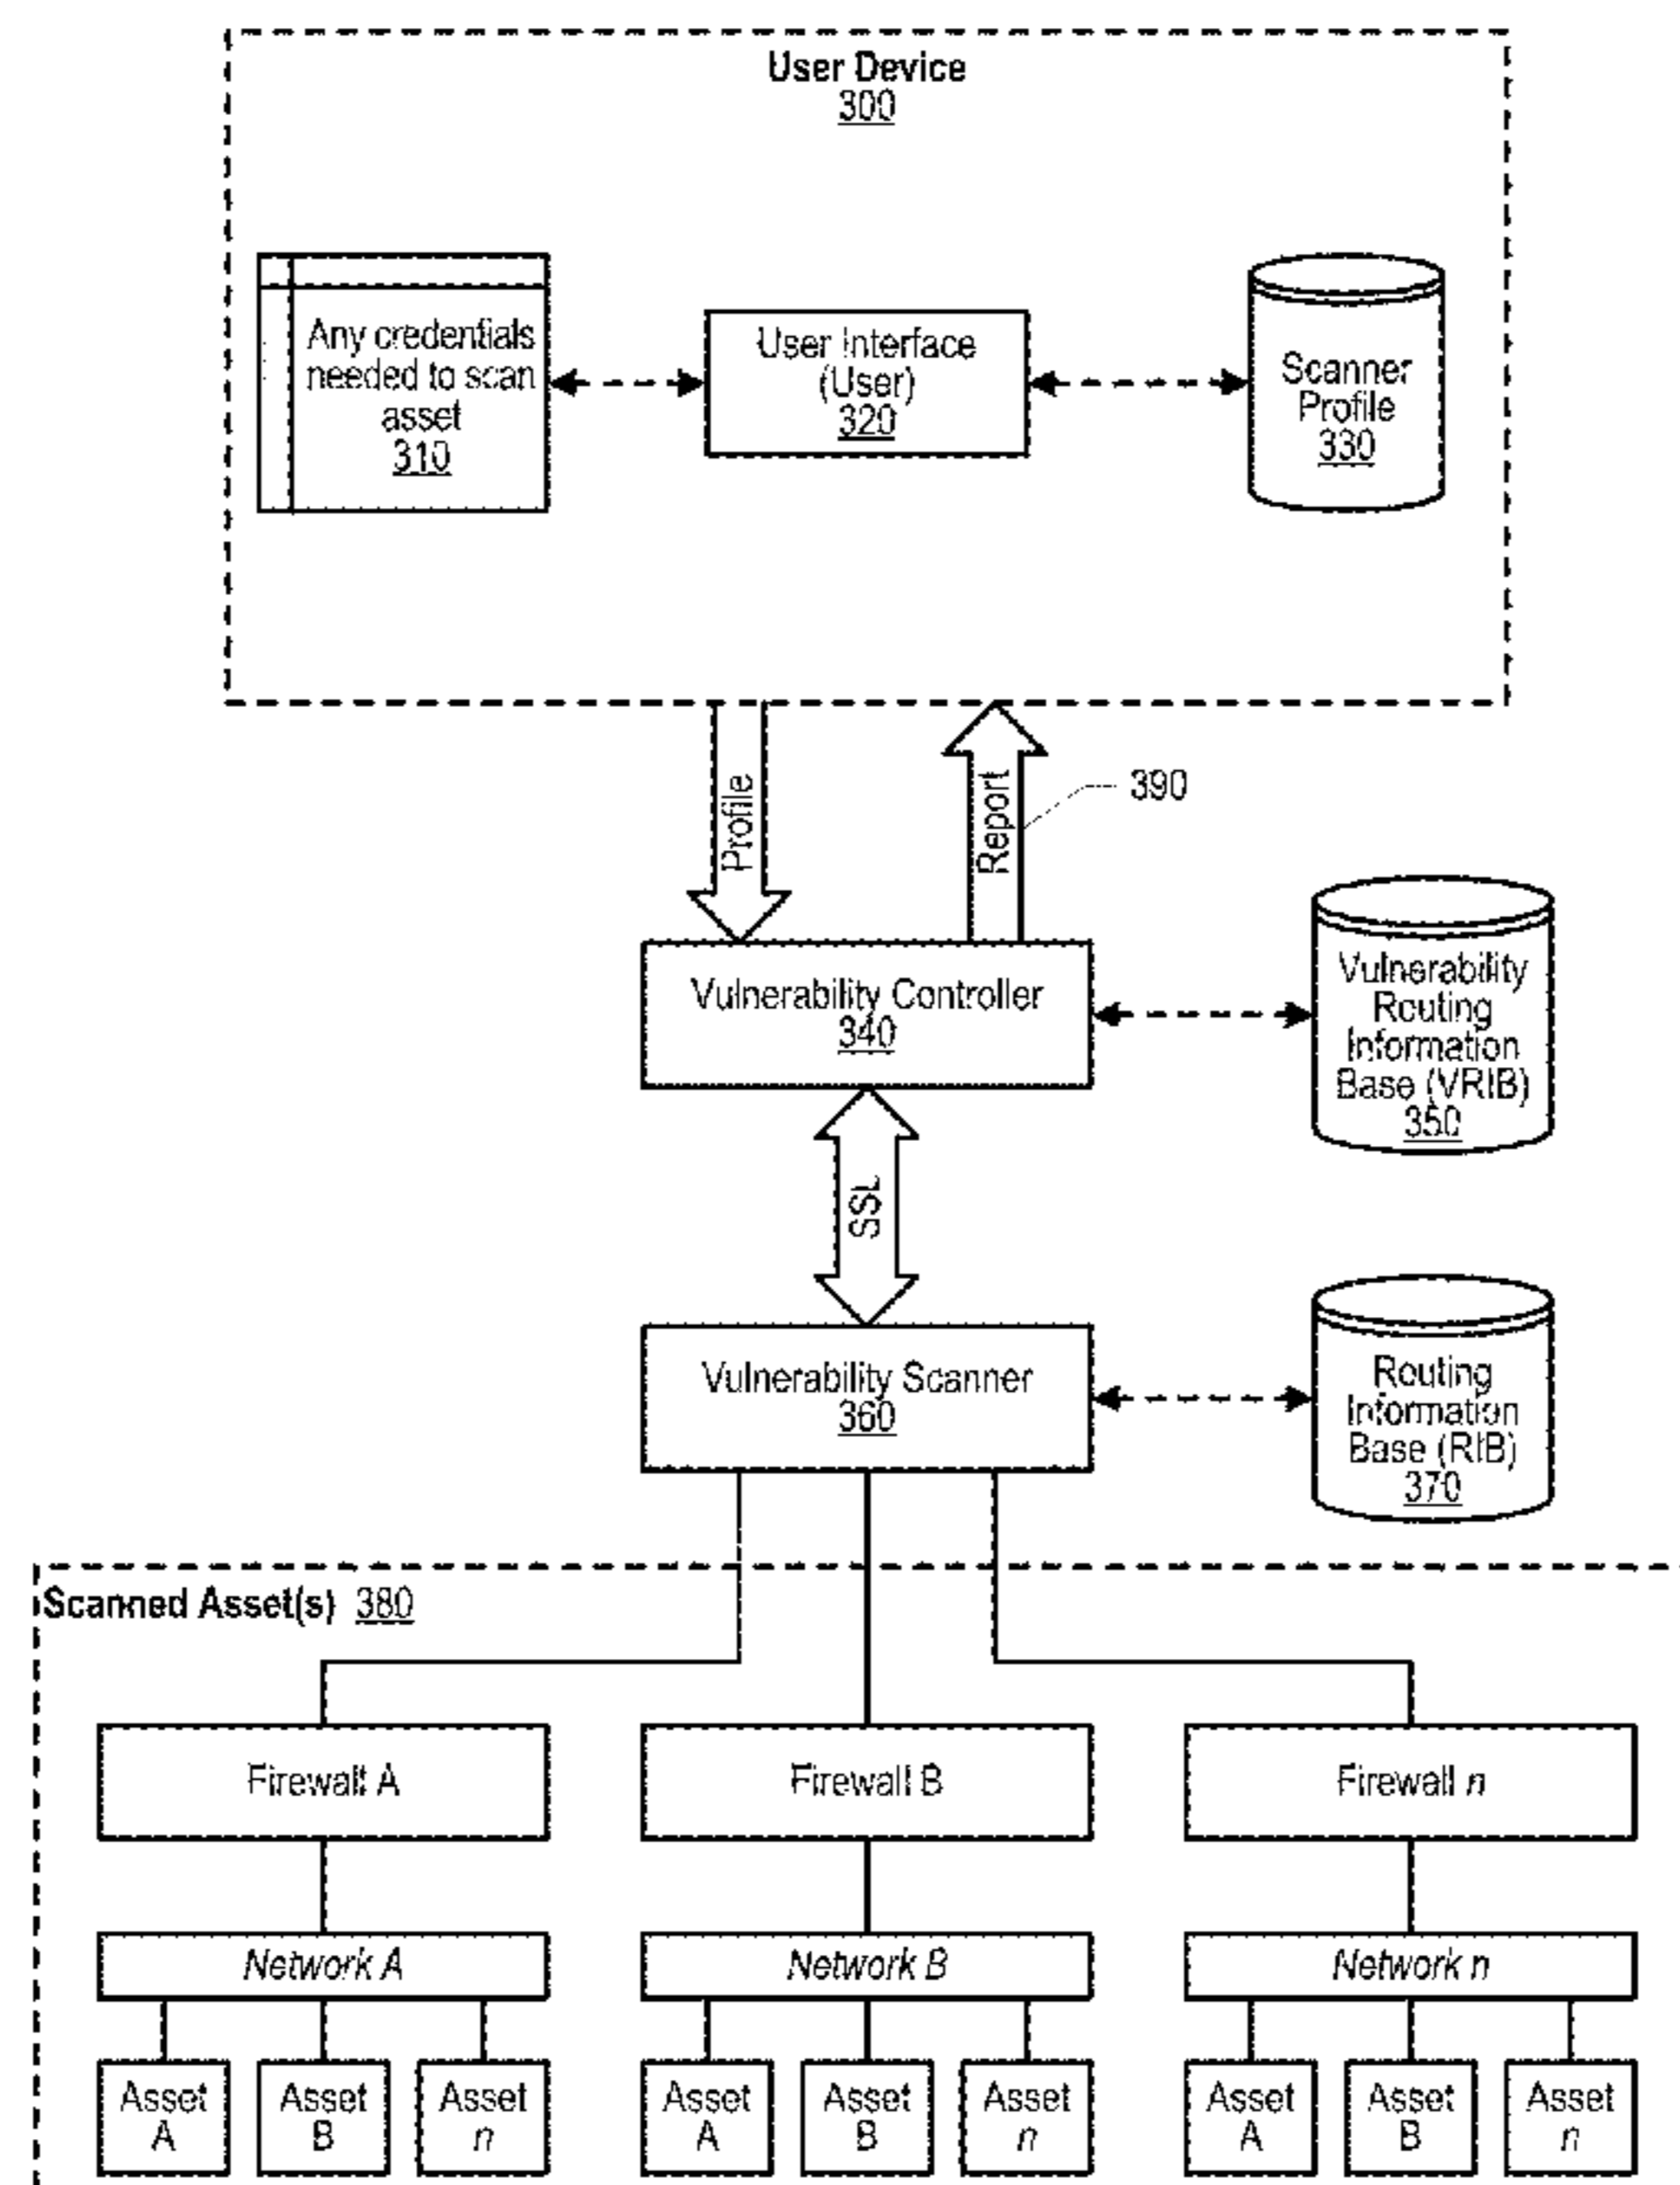 User Device
300
Any credentials
needed to scan
asset
310
User Interface
(User)
320
Scanner
Profile
330
Profile
Report
390
Vulnerability Controller
340
Vulnerability
Routing
Information
Base (VRIB)
350
SSL
Vulnerability Scanner
360
Routing
Information
Base (RIB)
370
Scanned Asset(s) 380
Firewall A
Firewall B
Firewall n
Network A
Network B
Network n
Asset
A
Asset
B
Asset
n
Asset
A
Asset
B
Asset
n
Asset
A
Asset
B
Asset
n